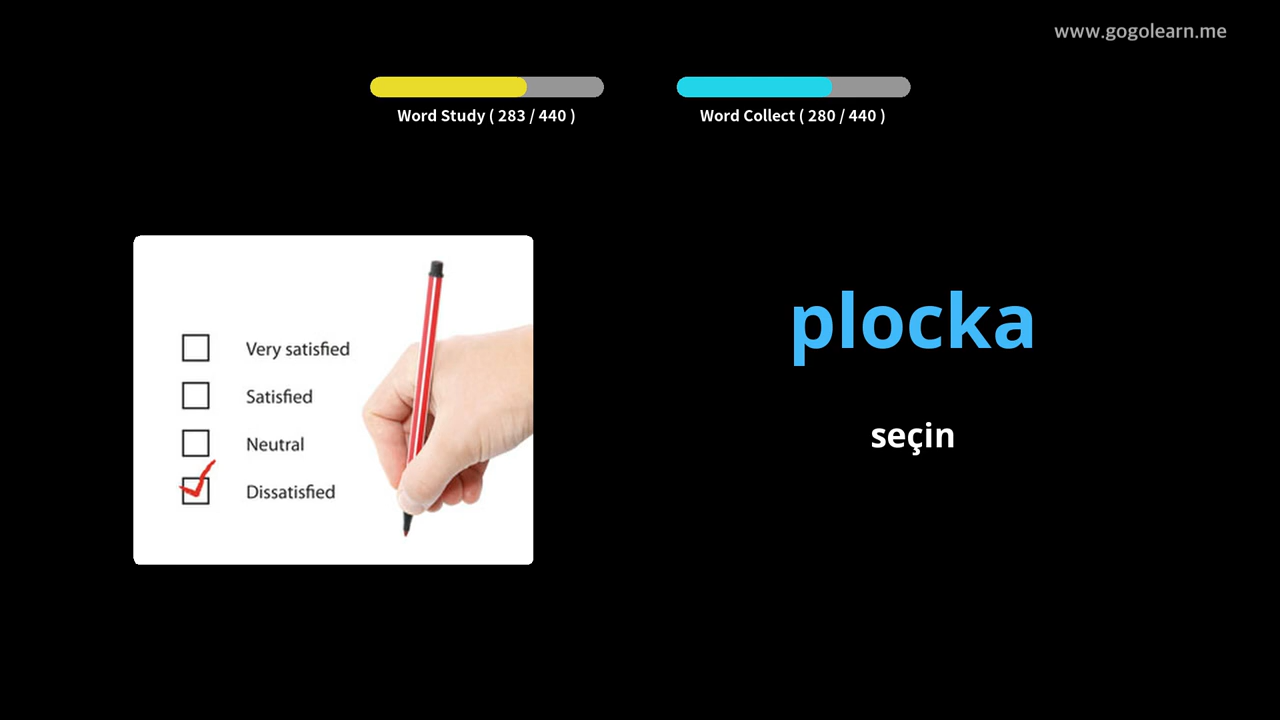 www.gogolearn.me
Word Study ( 283 / 440 )
Word Collect ( 280 / 440 )
Very satisfied
Satisfied
Neutral
Dissatisfied
plocka
seçin